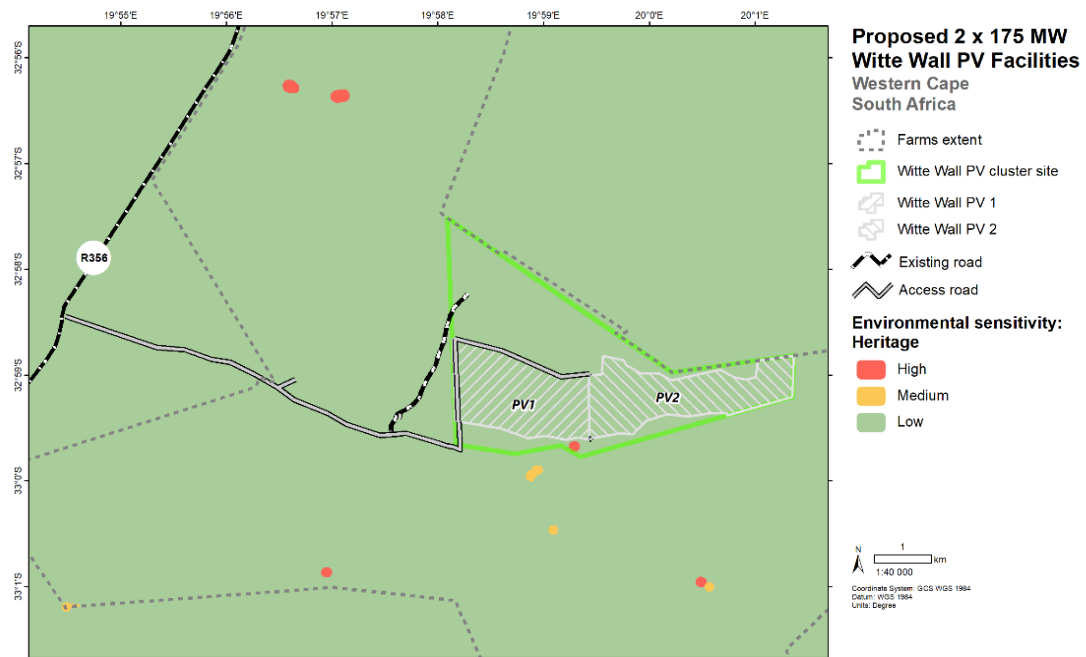 19°55'E 19°56'E 19°57'E 19°58'E 19°59'E 20°0'E 20°1'E
32°56'S
32°57'S
32°58'S
32°59'S
33°0'S
33°1'S
R356
PV1
PV2
Proposed 2 x 175 MW
Witte Wall PV Facilities
Western Cape
South Africa
Farms extent
Witte Wall PV cluster site
Witte Wall PV 1
Witte Wall PV 2
Existing road
Access road
Environmental sensitivity:
Heritage
High
Medium
Low
N
1
km
1:40 000
Coordinate System: GCS WGS 1984
Datum: WGS 1984
Units: Degree